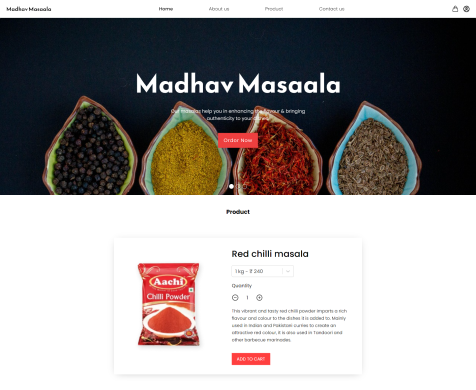 Madhav Masaala
Home
About us
Product
Contact us
Madhav Masaala
Our masalas help you in enhancing the flavour & bringing
authenticity to your dishes
Order Now
Product
Red chilli masala
1 kg - ₹ 240
Quantity
1
Aachi
Chilli Powder
This vibrant and tasty red chilli powder imparts a rich
flavour and colour to the dishes it is added to. Mainly
used in Indian and Pakistani curries to create an
attractive red colour, it is also used in Tandoori and
other barbecue marinades.
ADD TO CART